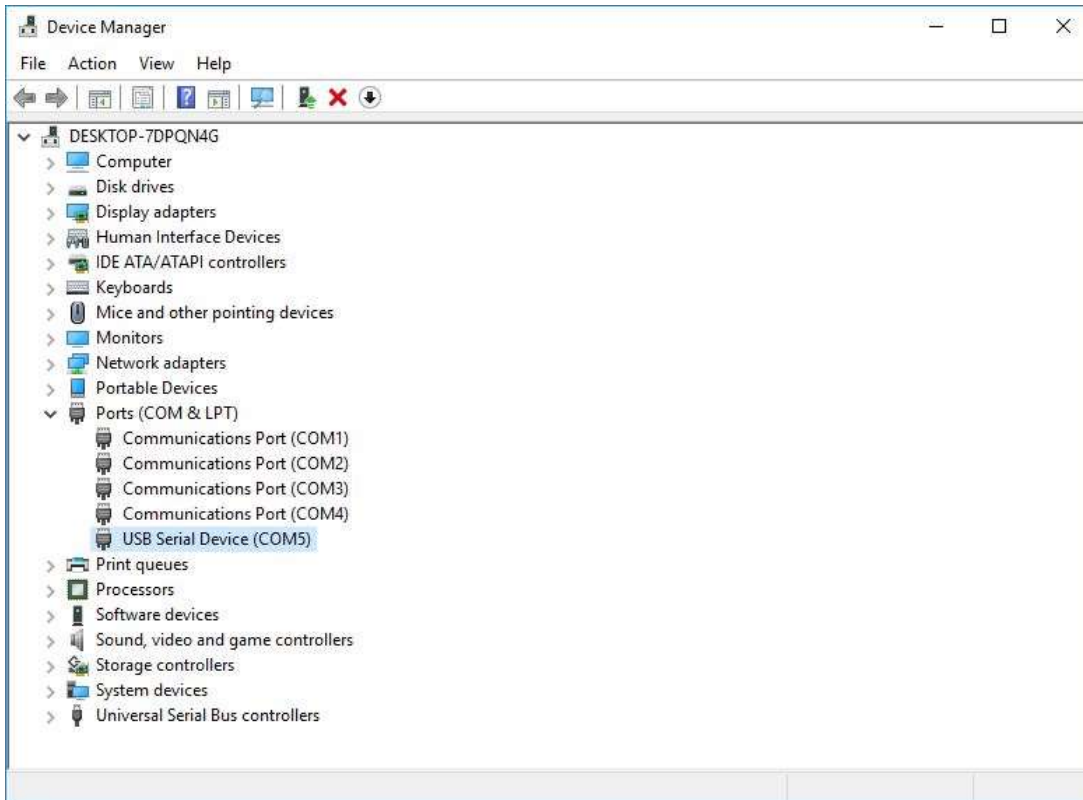 Device Manager
File Action View Help
DESKTOP-7DPQN4G
Computer
Disk drives
Display adapters
Human Interface Devices
IDE ATA/ATAPI controllers
Keyboards
Mice and other pointing devices
Monitors
Network adapters
Portable Devices
Ports (COM & LPT)
Communications Port (COM1)
Communications Port (COM2)
Communications Port (COM3)
Communications Port (COM4)
USB Serial Device (COM5)
Print queues
Processors
Software devices
Sound, video and game controllers
Storage controllers
System devices
Universal Serial Bus controllers